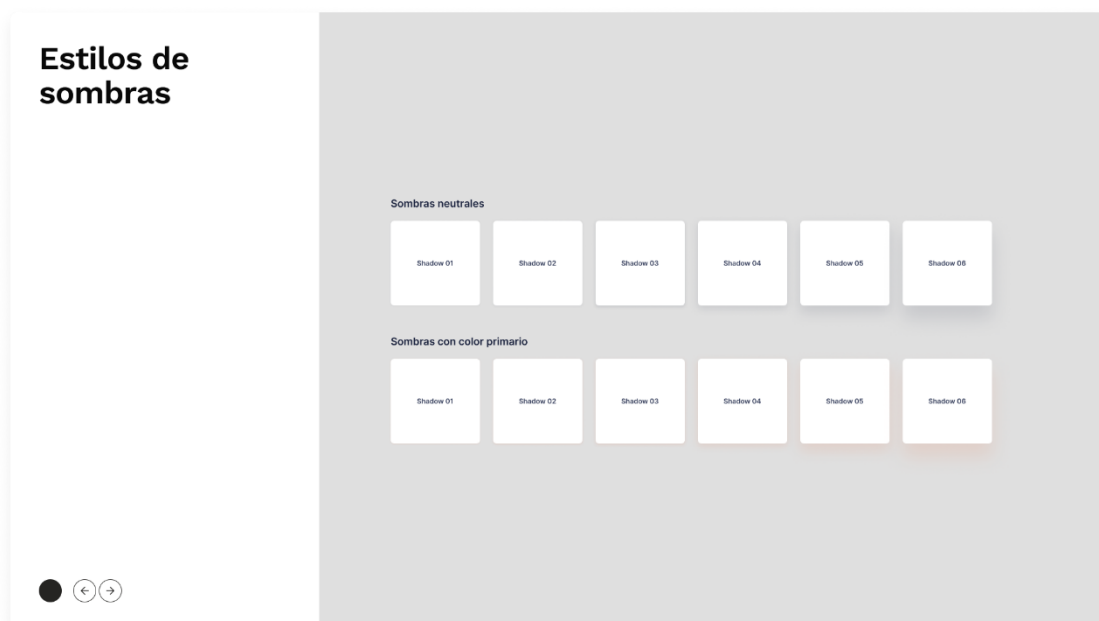 Estilos de
sombras
Sombras neutrales
Shadow 01
Shadow 02
Shadow 03
Shadow 04
Shadow 05
Shadow 06
Sombras con color primario
Shadow 01
Shadow 02
Shadow 03
Shadow 04
Shadow 05
Shadow 06